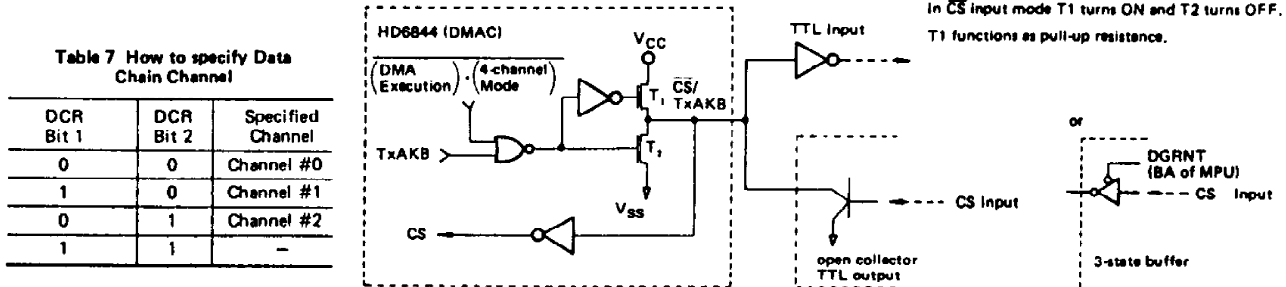 Table 7 How to specify Data
Chain Channel
DCR Bit 1 DCR Bit 2 Specified Channel
0 0 Channel #0
1 0 Channel #1
0 1 Channel #2
1 1 –
HD6844 (DMAC)
(DMA Execution) · (4-channel Mode)
TxAKB
VCC
T1
CS/
TxAKB
T2
VSS
CS
TTL Input
In CS input mode T1 turns ON and T2 turns OFF.
T1 functions as pull-up resistance.
CS Input
open collector
TTL output
or
DGRNT
(BA of MPU)
CS Input
3-state buffer